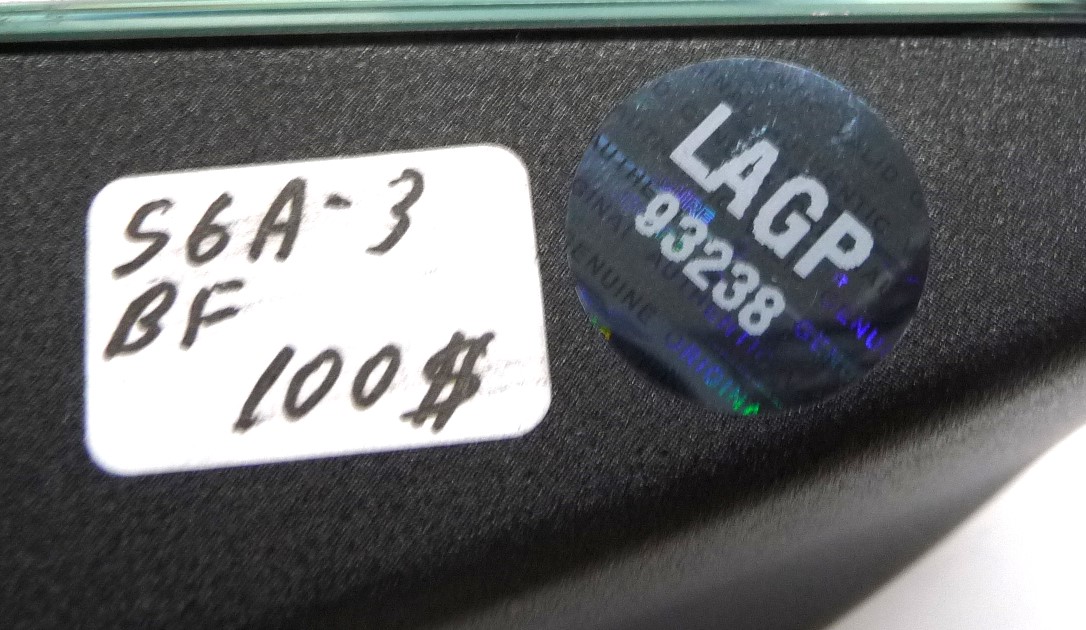 S6A-3
BF
100$
LAGP
93238